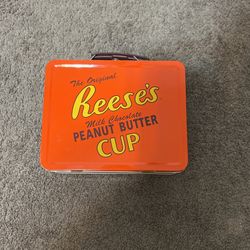 The Original
Reese's
Milk Chocolate
PEANUT BUTTER
CUP